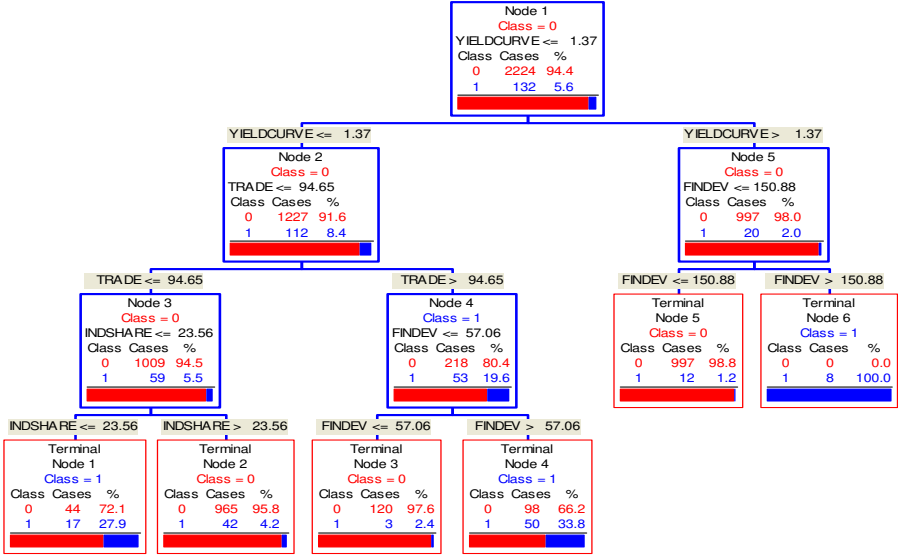 Node 1
Class = 0
YIELDCURVE <= 1.37
Class Cases %
0 2224 94.4
1 132 5.6
YIELDCURVE <= 1.37
YIELDCURVE > 1.37
Node 2
Class = 0
TRADE <= 94.65
Class Cases %
0 1227 91.6
1 112 8.4
Node 5
Class = 0
FINDEV <= 150.88
Class Cases %
0 997 98.0
1 20 2.0
TRADE <= 94.65
TRADE > 94.65
FINDEV <= 150.88
FINDEV > 150.88
Node 3
Class = 0
INDSHARE <= 23.56
Class Cases %
0 1009 94.5
1 59 5.5
Node 4
Class = 1
FINDEV <= 57.06
Class Cases %
0 218 80.4
1 53 19.6
Terminal
Node 5
Class = 0
Class Cases %
0 997 98.8
1 12 1.2
Terminal
Node 6
Class = 1
Class Cases %
0 0 0.0
1 8 100.0
INDSHARE <= 23.56
INDSHARE > 23.56
FINDEV <= 57.06
FINDEV > 57.06
Terminal
Node 1
Class = 1
Class Cases %
0 44 72.1
1 17 27.9
Terminal
Node 2
Class = 0
Class Cases %
0 965 95.8
1 42 4.2
Terminal
Node 3
Class = 0
Class Cases %
0 120 97.6
1 3 2.4
Terminal
Node 4
Class = 1
Class Cases %
0 98 66.2
1 50 33.8